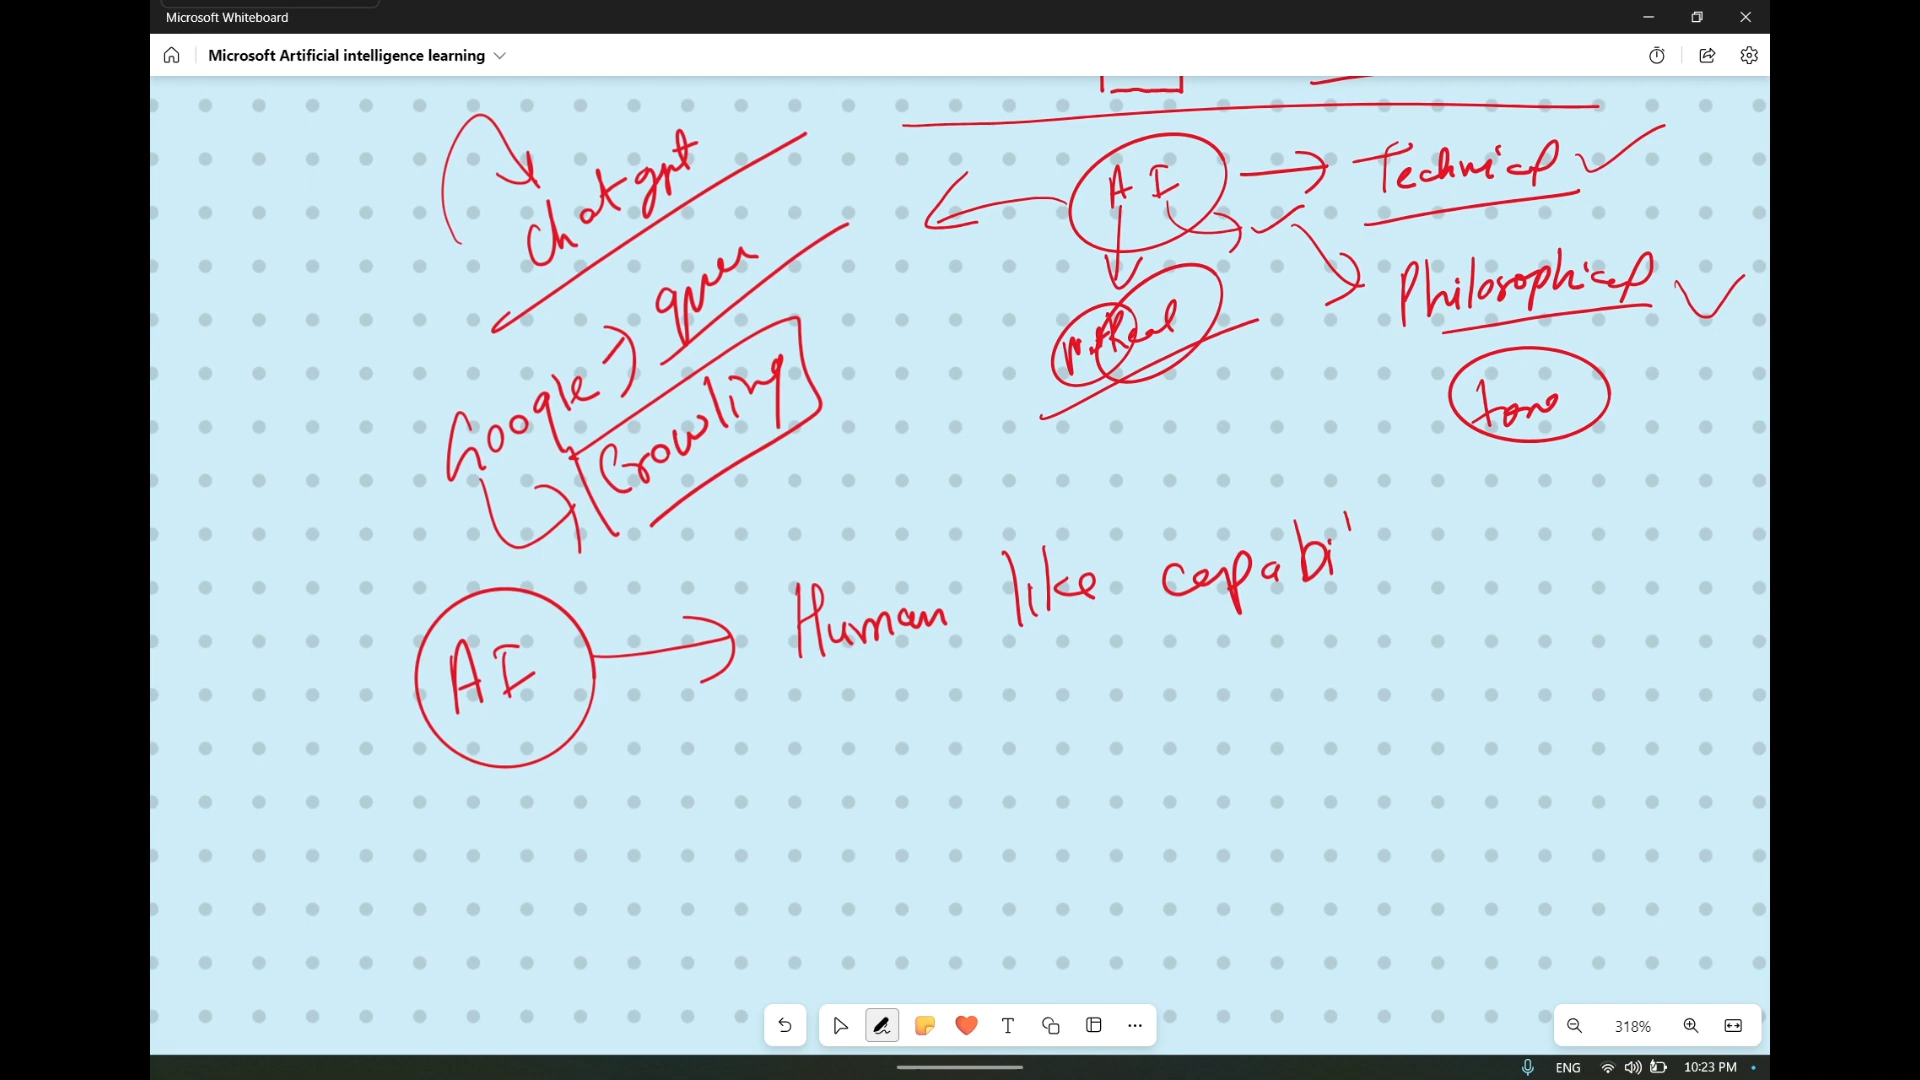 Microsoft Whiteboard
Microsoft Artificial intelligence learning
chatgpt
AI
Technical
Philosophical
Google
Crowling
AI
Human like capabi
318%
ENG
10:23 PM